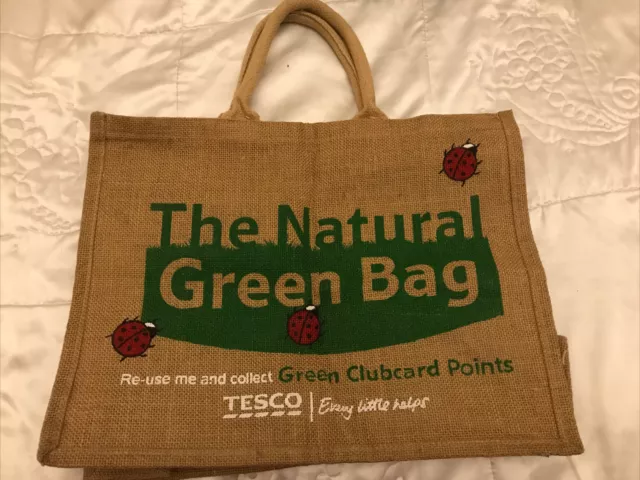 The Natural
Green Bag
Re-use me and collect Green Clubcard Points
TESCO | Every little helps